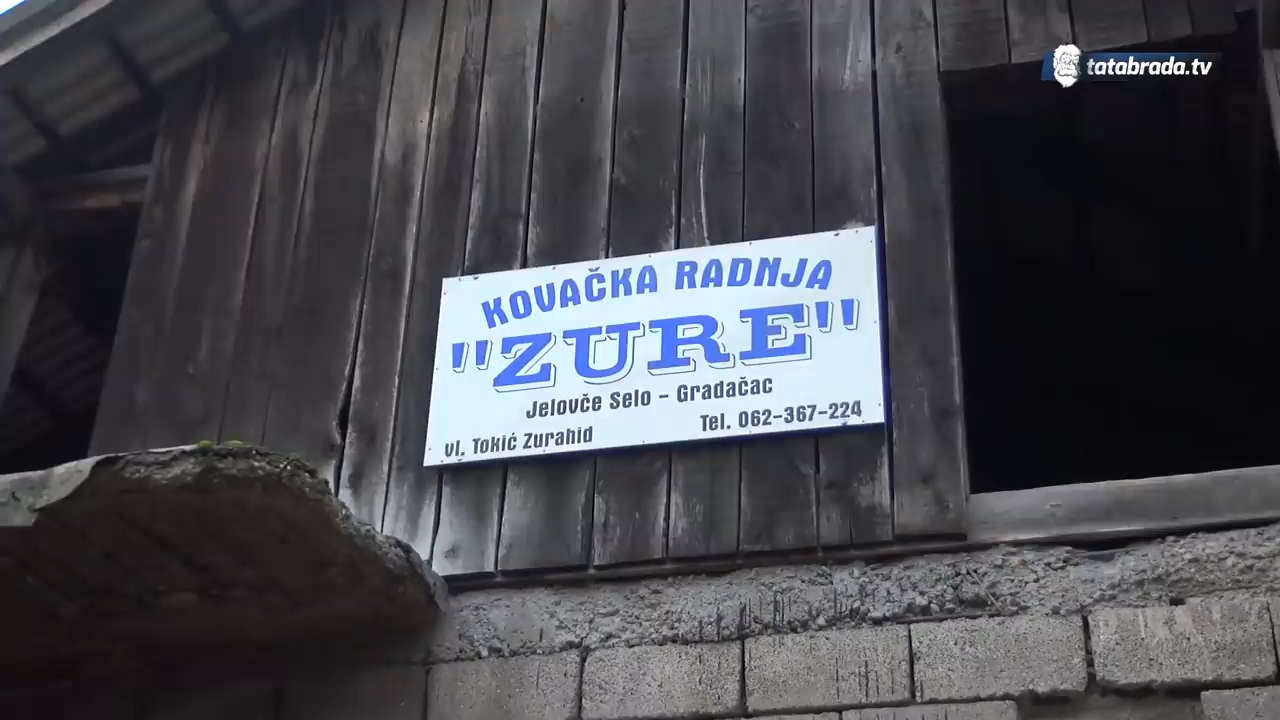 tatabrada.tv
KOVAČKA RADNJA
"ZURE"
Jelovče Selo - Gradačac
vl. Tokić Zurahid
Tel. 062-367-224